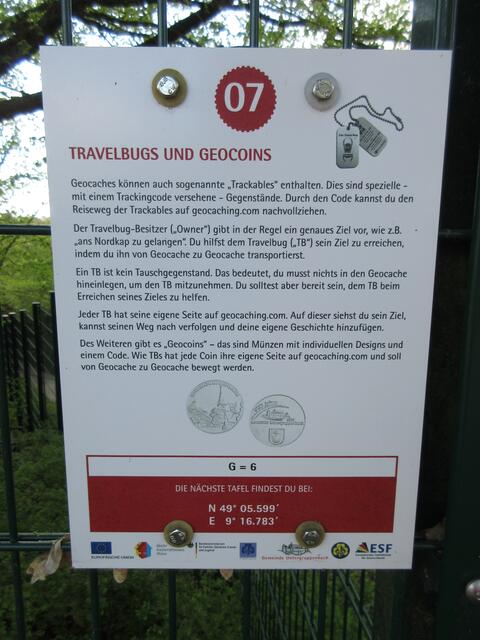 07
TRAVELBUGS UND GEOCOINS
Geocaches können auch sogenannte „Trackables" enthalten. Dies sind spezielle -
mit einem Trackingcode versehene - Gegenstände. Durch den Code kannst du den
Reiseweg der Trackables auf geocaching.com nachvollziehen.
Der Travelbug-Besitzer („Owner") gibt in der Regel ein genaues Ziel vor, wie z.B.
„ans Nordkap zu gelangen". Du hilfst dem Travelbug („TB") sein Ziel zu erreichen,
indem du ihn von Geocache zu Geocache transportierst.
Ein TB ist kein Tauschgegenstand. Das bedeutet, du musst nichts in den Geocache
hineinlegen, um den TB mitzunehmen. Du solltest aber bereit sein, dem TB beim
Erreichen seines Zieles zu helfen.
Jeder TB hat seine eigene Seite auf geocaching.com. Auf dieser siehst du sein Ziel,
kannst seinen Weg nach verfolgen und deine eigene Geschichte hinzufügen.
Des Weiteren gibt es „Geocoins" – das sind Münzen mit individuellen Designs und
einem Code. Wie TBs hat jede Coin ihre eigene Seite auf geocaching.com und soll
von Geocache zu Geocache bewegt werden.
G = 6
DIE NÄCHSTE TAFEL FINDEST DU BEI:
N 49° 05.599′
E 9° 16.783′
EUROPÄISCHE UNION
Gemeinde Untergruppenbach
ESF